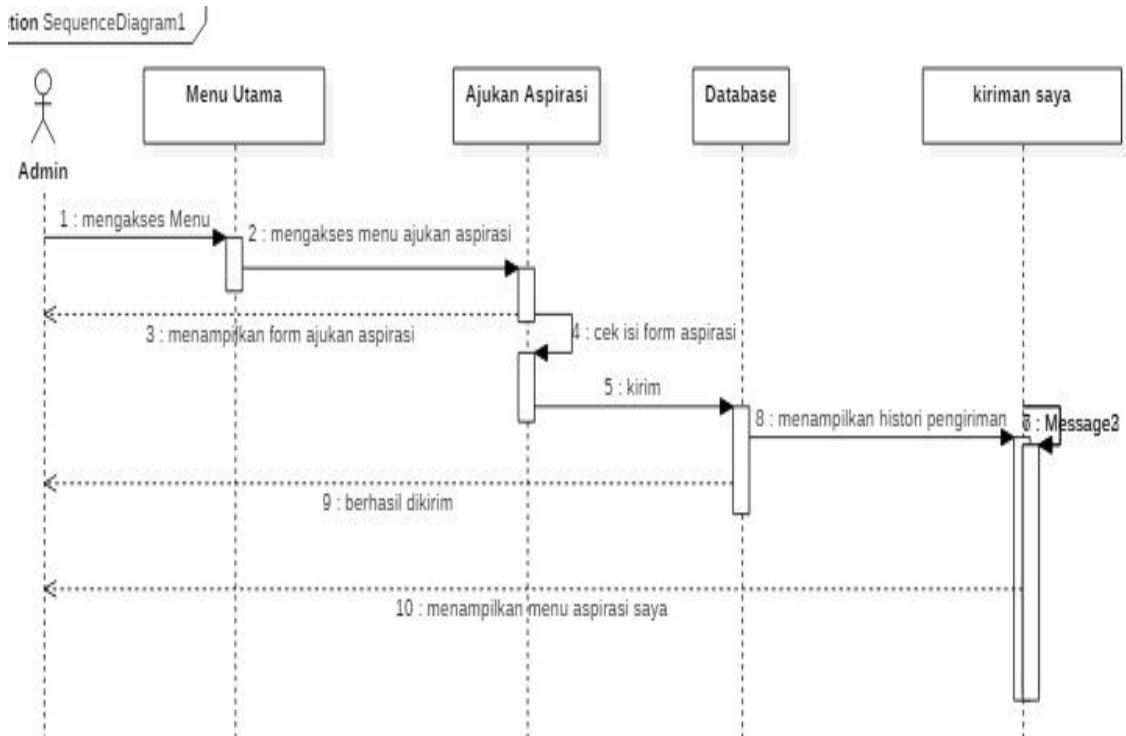 tion SequenceDiagram1
Menu Utama
Ajukan Aspirasi
Database
kiriman saya
Admin
1 : mengakses Menu
2 : mengakses menu ajukan aspirasi
3 : menampilkan form ajukan aspirasi
4 : cek isi form aspirasi
5 : kirim
8 : menampilkan histori pengiriman
9 : berhasil dikirim
10 : menampilkan menu aspirasi saya